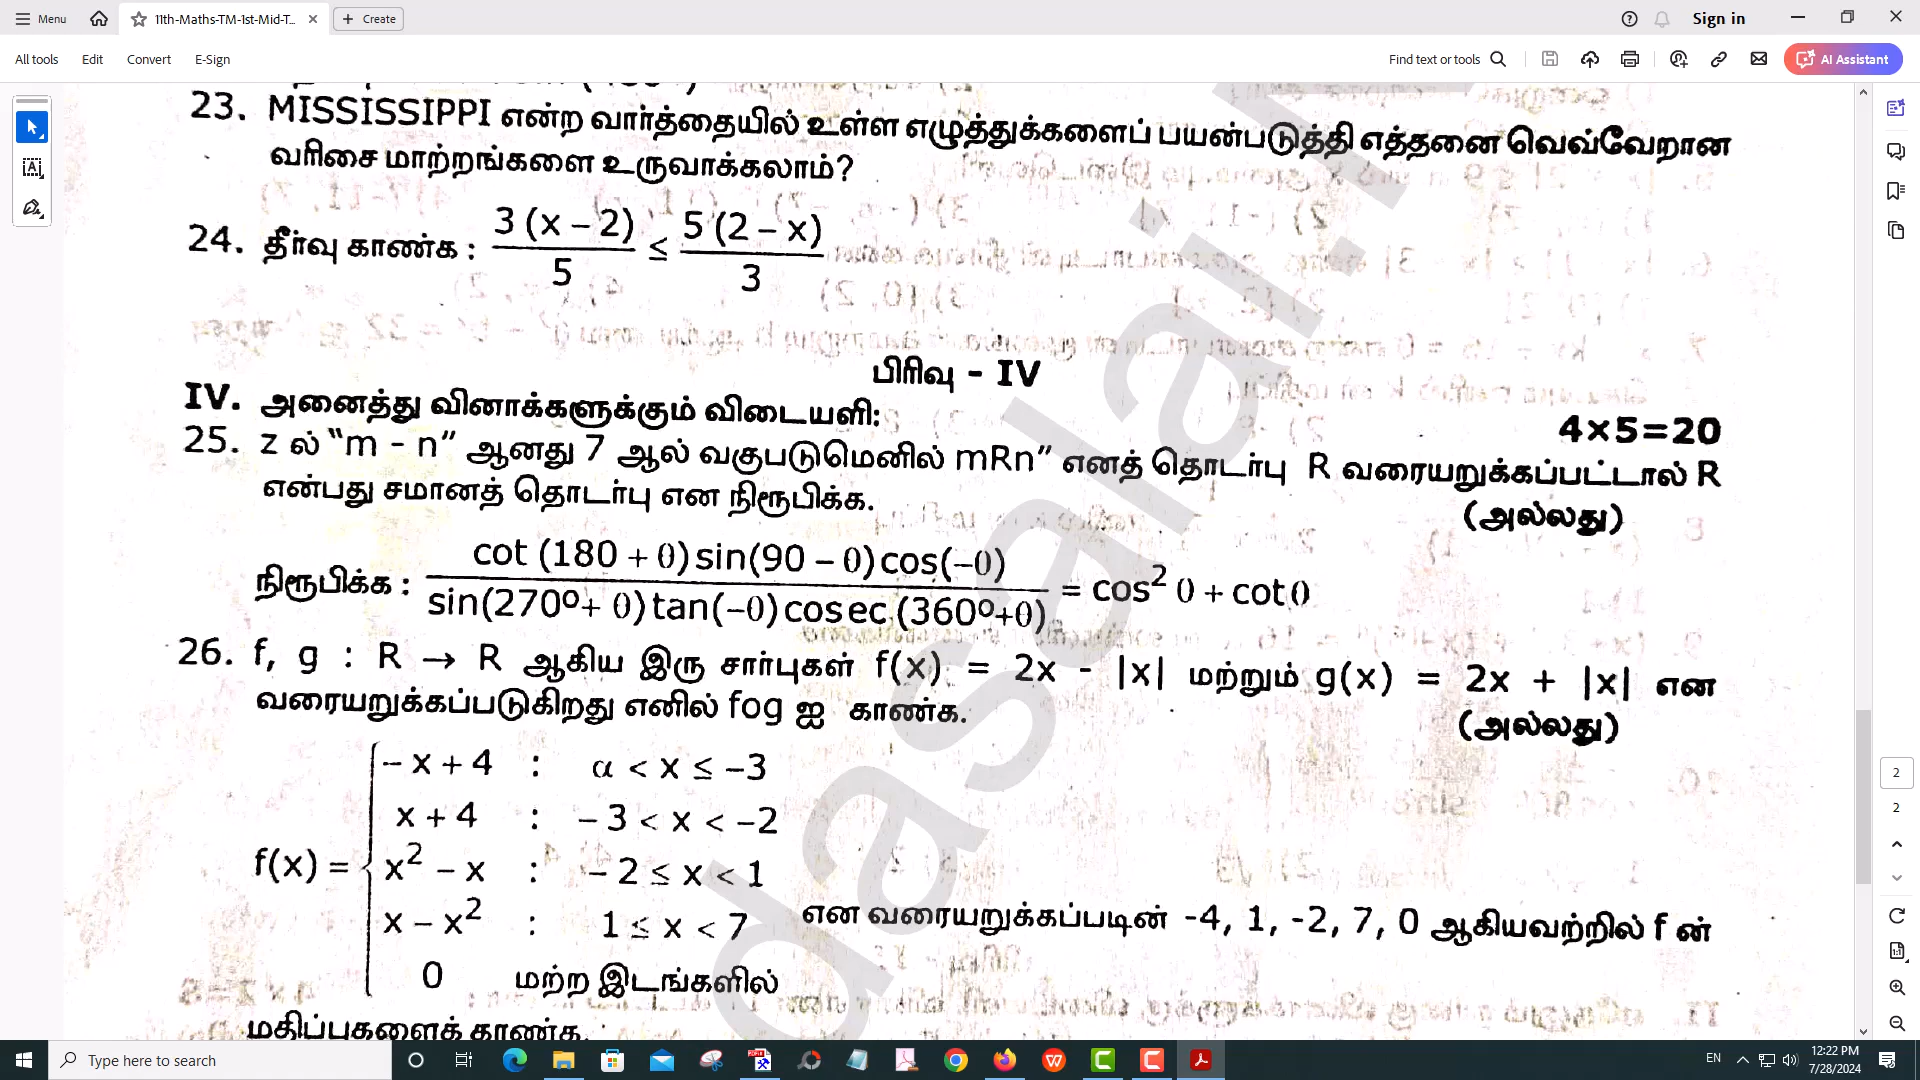 Menu
11th-Maths-TM-1st-Mid-T...
Create
Sign in
All tools
Edit
Convert
E-Sign
Find text or tools
AI Assistant
23. MISSISSIPPI என்ற வார்த்தையில் உள்ள எழுத்துக்களைப் பயன்படுத்தி எத்தனை வெவ்வேறான
வரிசை மாற்றங்களை உருவாக்கலாம்?
24. தீர்வு காண்க : 3 (x – 2) / 5 ≤ 5 (2 – x) / 3
பிரிவு - IV
IV. அனைத்து வினாக்களுக்கும் விடையளி:
4×5=20
25. z ல் “m - n” ஆனது 7 ஆல் வகுபடுமெனில் mRn” எனத் தொடர்பு R வரையறுக்கப்பட்டால் R
என்பது சமானத் தொடர்பு என நிரூபிக்க.
(அல்லது)
நிரூபிக்க : cot (180 + θ) sin(90 – θ) cos(–θ) / sin(270º+ θ) tan(–θ) cosec (360º+θ) = cos² θ + cot θ
26. f, g : R → R ஆகிய இரு சார்புகள் f(x) = 2x - |x| மற்றும் g(x) = 2x + |x| என
வரையறுக்கப்படுகிறது எனில் fog ஐ காண்க.
(அல்லது)
– x + 4 : α < x ≤ –3
x + 4 : – 3 < x < –2
f(x) = x² – x : – 2 ≤ x < 1
x – x² : 1 ≤ x < 7 என வரையறுக்கப்படின் -4, 1, -2, 7, 0 ஆகியவற்றில் f ன்
0 மற்ற இடங்களில்
மதிப்புகளைக் காண்க.
dasalai.
2
2
Type here to search
EN
12:22 PM
7/28/2024